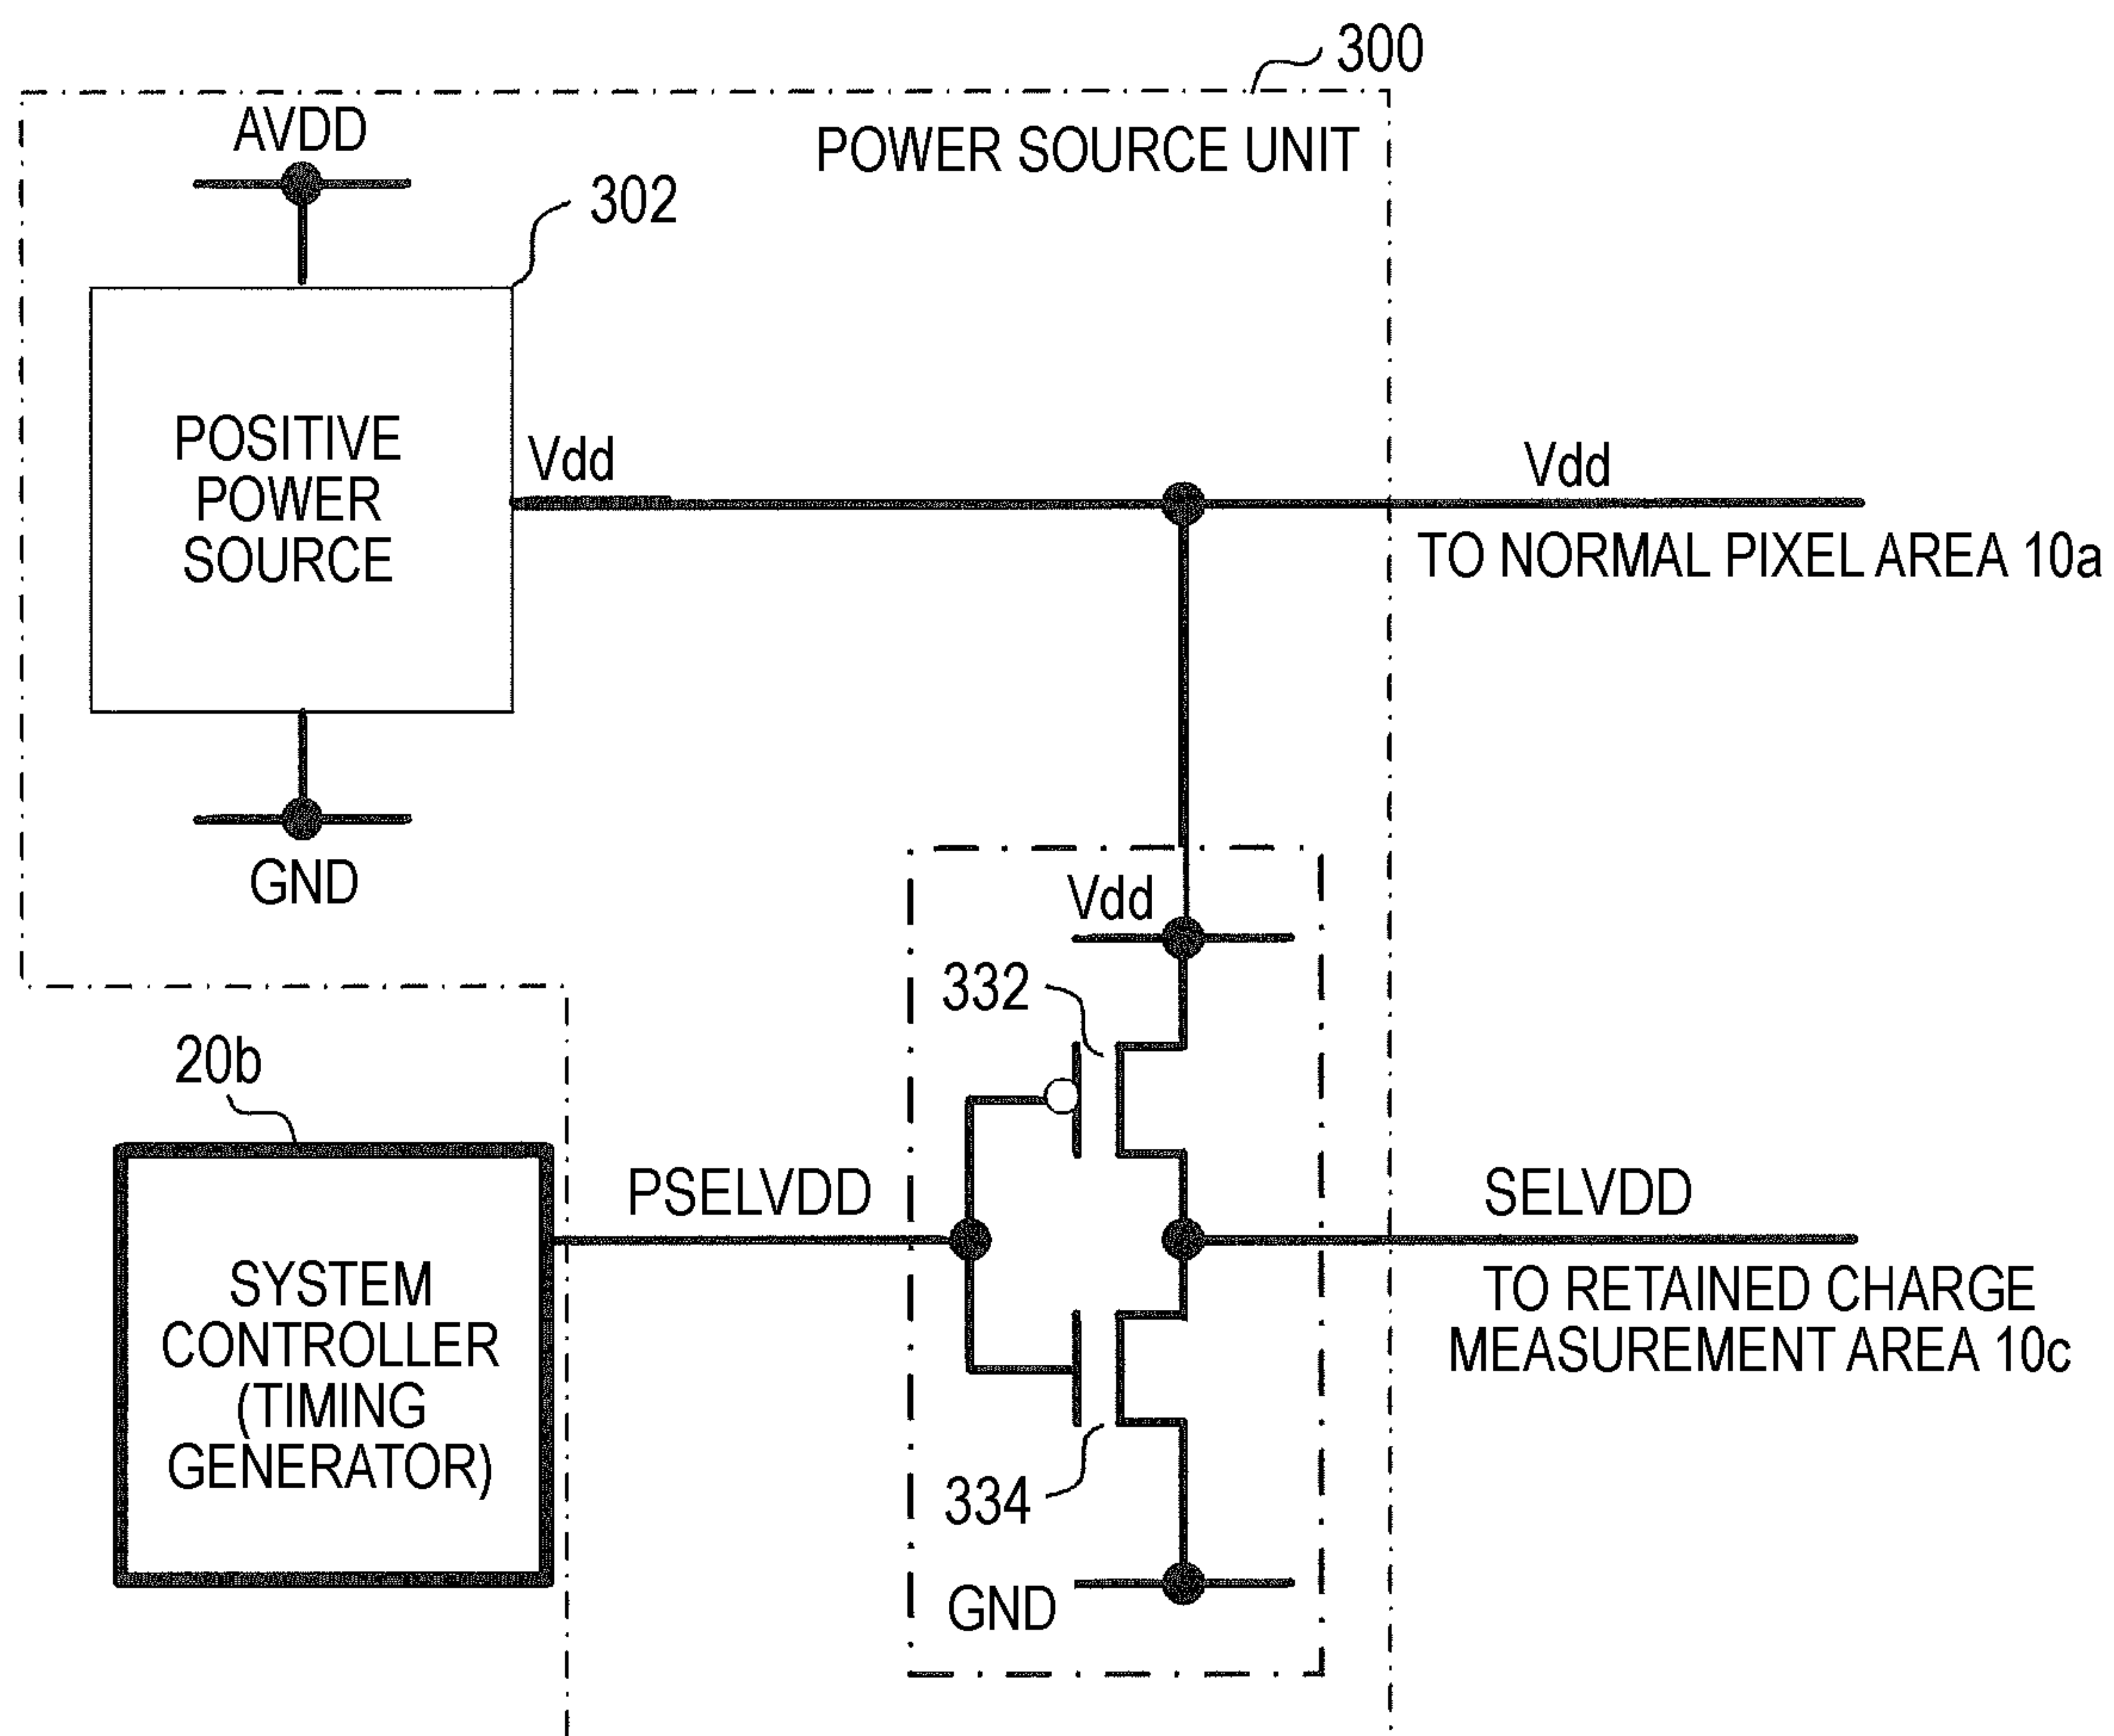 300
AVDD
POWER SOURCE UNIT
302
POSITIVE
POWER
SOURCE
Vdd
Vdd
TO NORMAL PIXEL AREA 10a
GND
Vdd
332
20b
SYSTEM
CONTROLLER
(TIMING
GENERATOR)
PSELVDD
SELVDD
TO RETAINED CHARGE
MEASUREMENT AREA 10c
334
GND